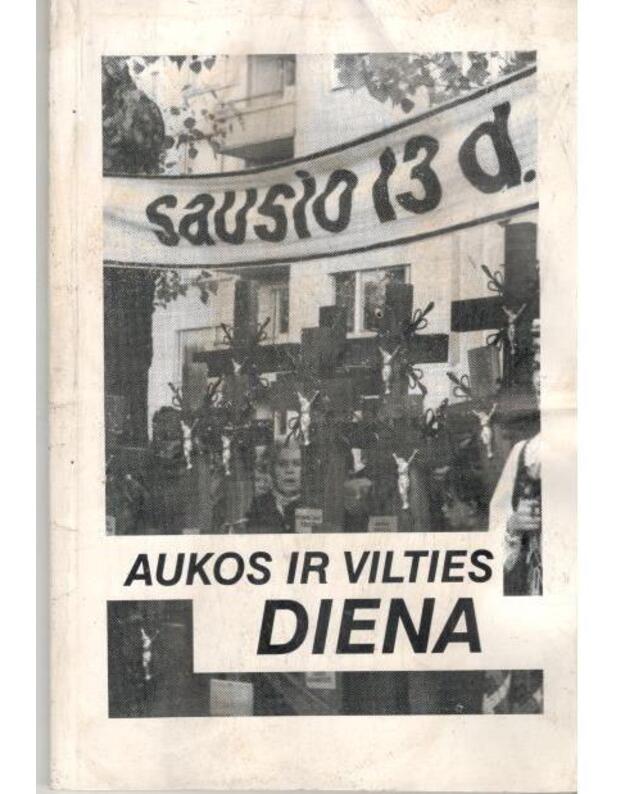 sausio 13 d.
AUKOS IR VILTIES
DIENA